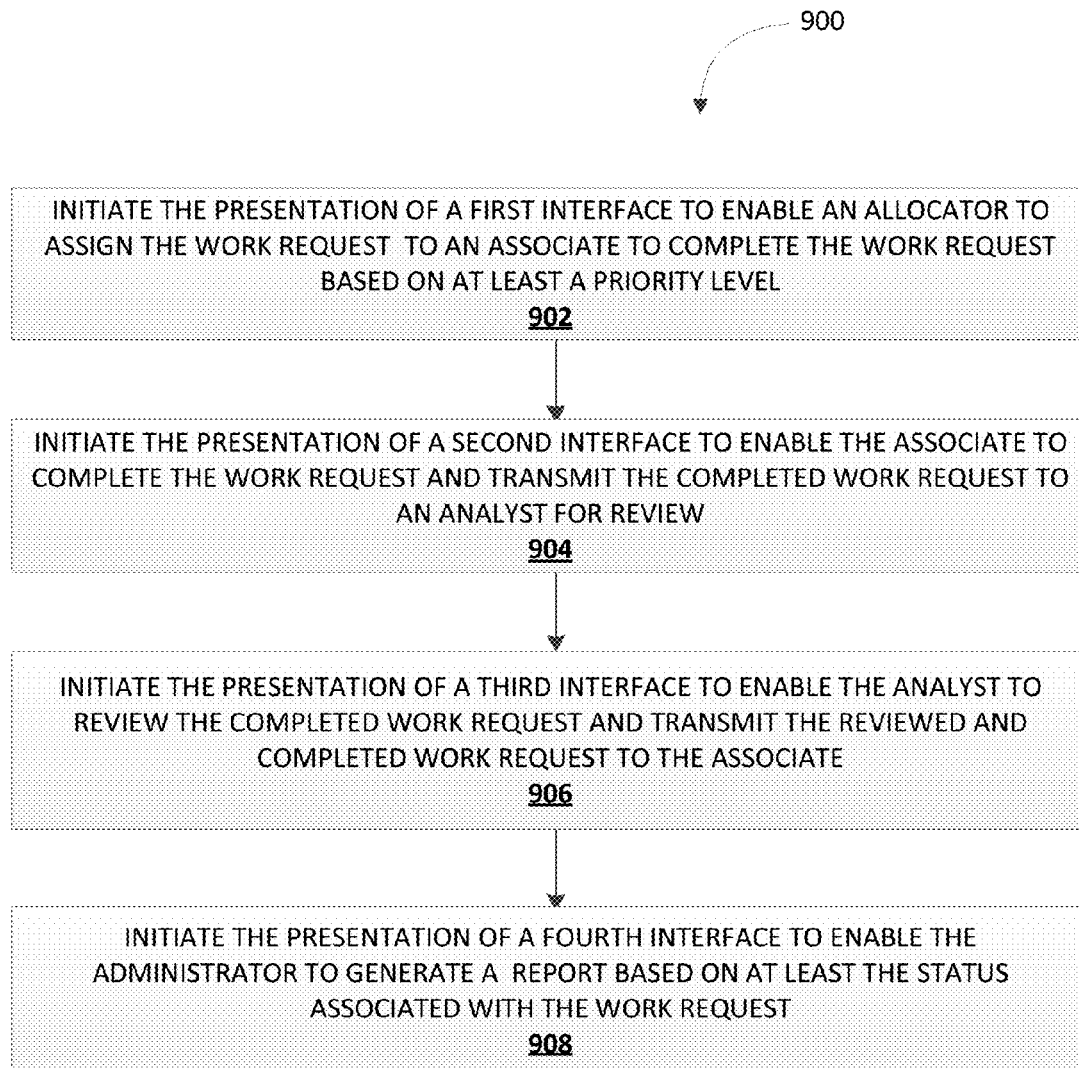 900
INITIATE THE PRESENTATION OF A FIRST INTERFACE TO ENABLE AN ALLOCATOR TO
ASSIGN THE WORK REQUEST TO AN ASSOCIATE TO COMPLETE THE WORK REQUEST
BASED ON AT LEAST A PRIORITY LEVEL
902
INITIATE THE PRESENTATION OF A SECOND INTERFACE TO ENABLE THE ASSOCIATE TO
COMPLETE THE WORK REQUEST AND TRANSMIT THE COMPLETED WORK REQUEST TO
AN ANALYST FOR REVIEW
904
INITIATE THE PRESENTATION OF A THIRD INTERFACE TO ENABLE THE ANALYST TO
REVIEW THE COMPLETED WORK REQUEST AND TRANSMIT THE REVIEWED AND
COMPLETED WORK REQUEST TO THE ASSOCIATE
906
INITIATE THE PRESENTATION OF A FOURTH INTERFACE TO ENABLE THE
ADMINISTRATOR TO GENERATE A REPORT BASED ON AT LEAST THE STATUS
ASSOCIATED WITH THE WORK REQUEST
908